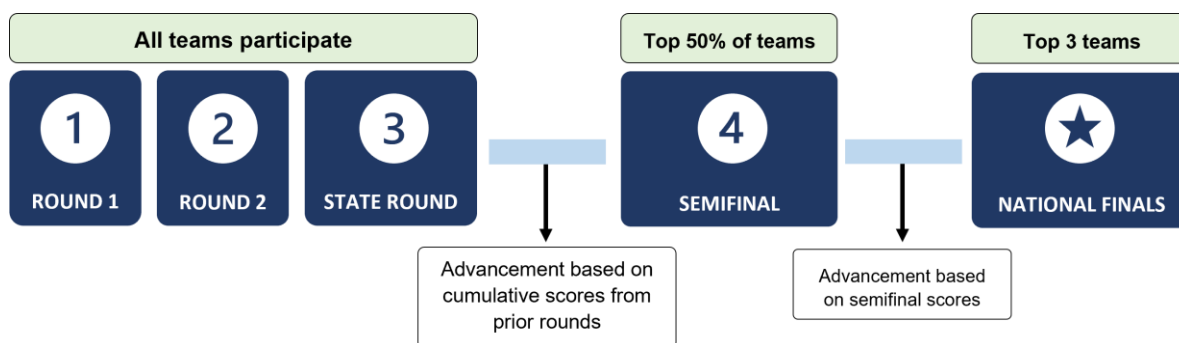 All teams participate
Top 50% of teams
Top 3 teams
1
2
3
4
ROUND 1
ROUND 2
STATE ROUND
SEMIFINAL
NATIONAL FINALS
Advancement based on
cumulative scores from
prior rounds
Advancement based
on semifinal scores